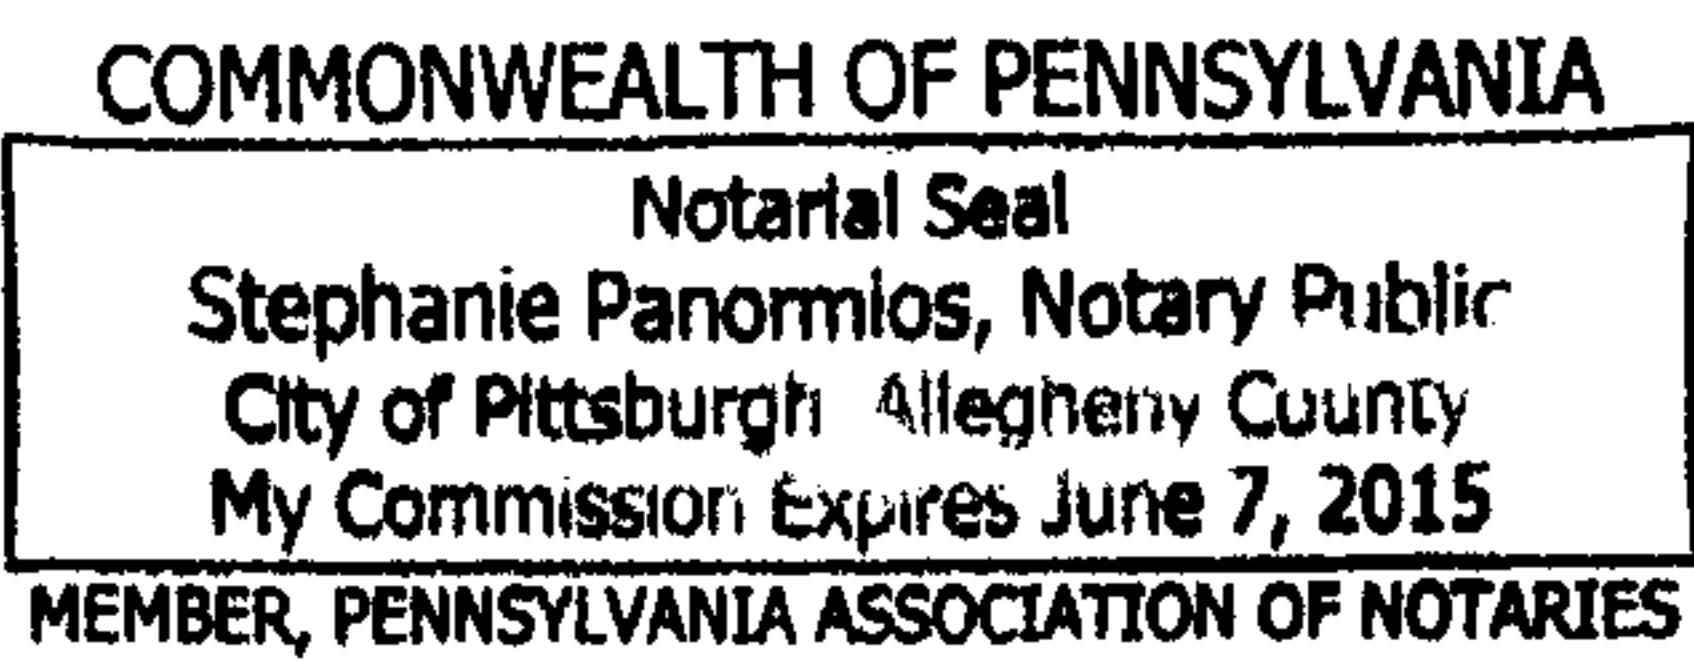 COMMONWEALTH OF PENNSYLVANIA
Notarial Seal
Stephanie Panormios, Notary Public
City of Pittsburgh, Allegheny County
My Commission Expires June 7, 2015
MEMBER, PENNSYLVANIA ASSOCIATION OF NOTARIES